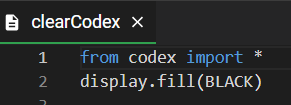 clearCodex ×
1 from codex import *
2 display.fill(BLACK)